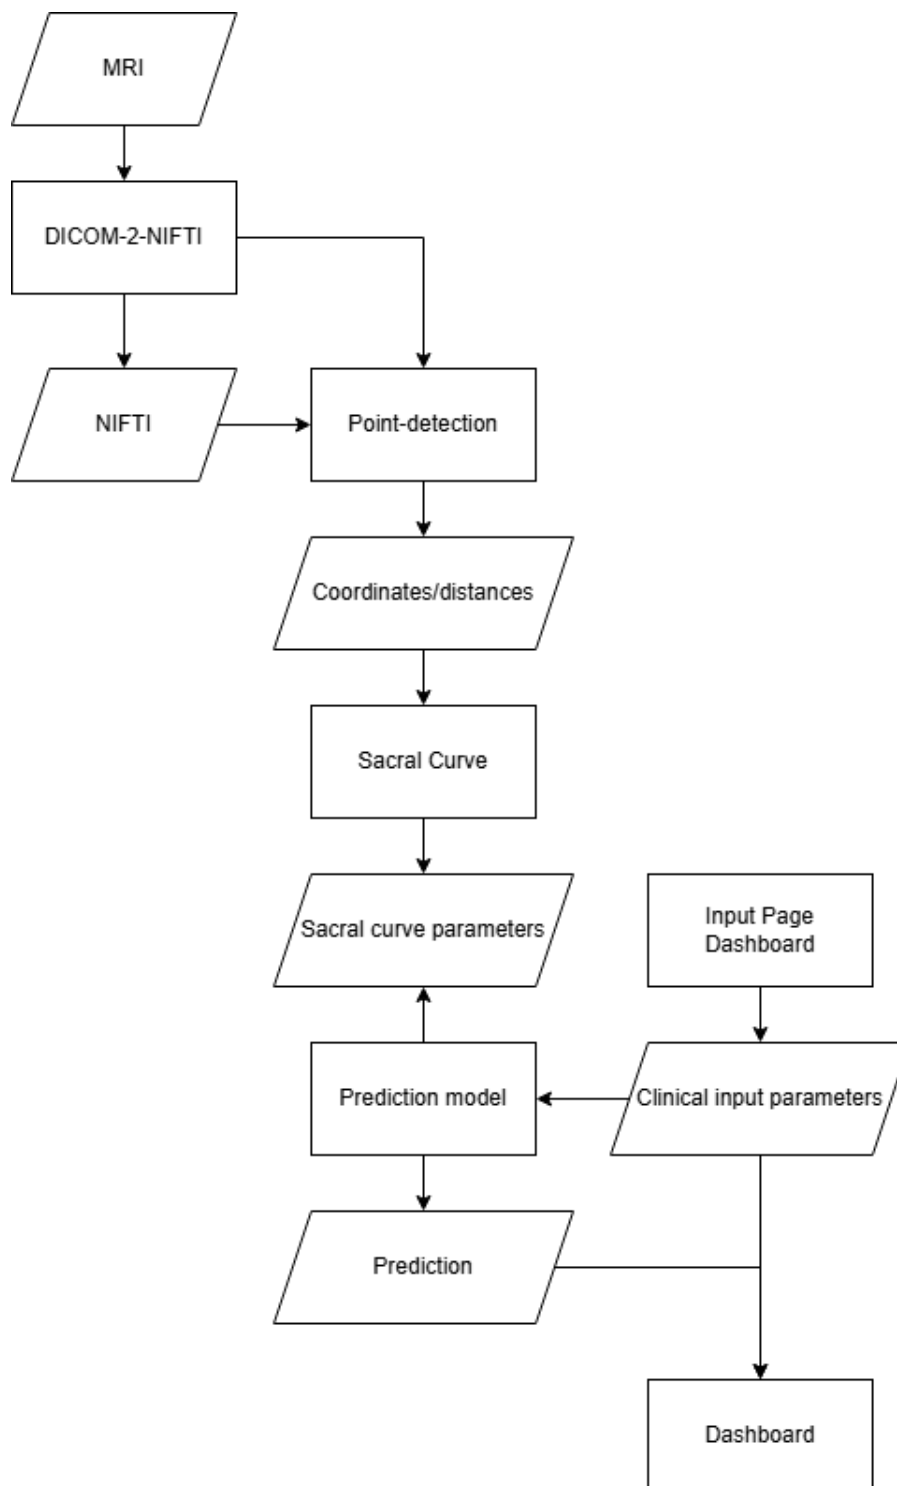 MRI
DICOM-2-NIFTI
NIFTI
Point-detection
Coordinates/distances
Sacral Curve
Sacral curve parameters
Input Page
Dashboard
Prediction model
Clinical input parameters
Prediction
Dashboard